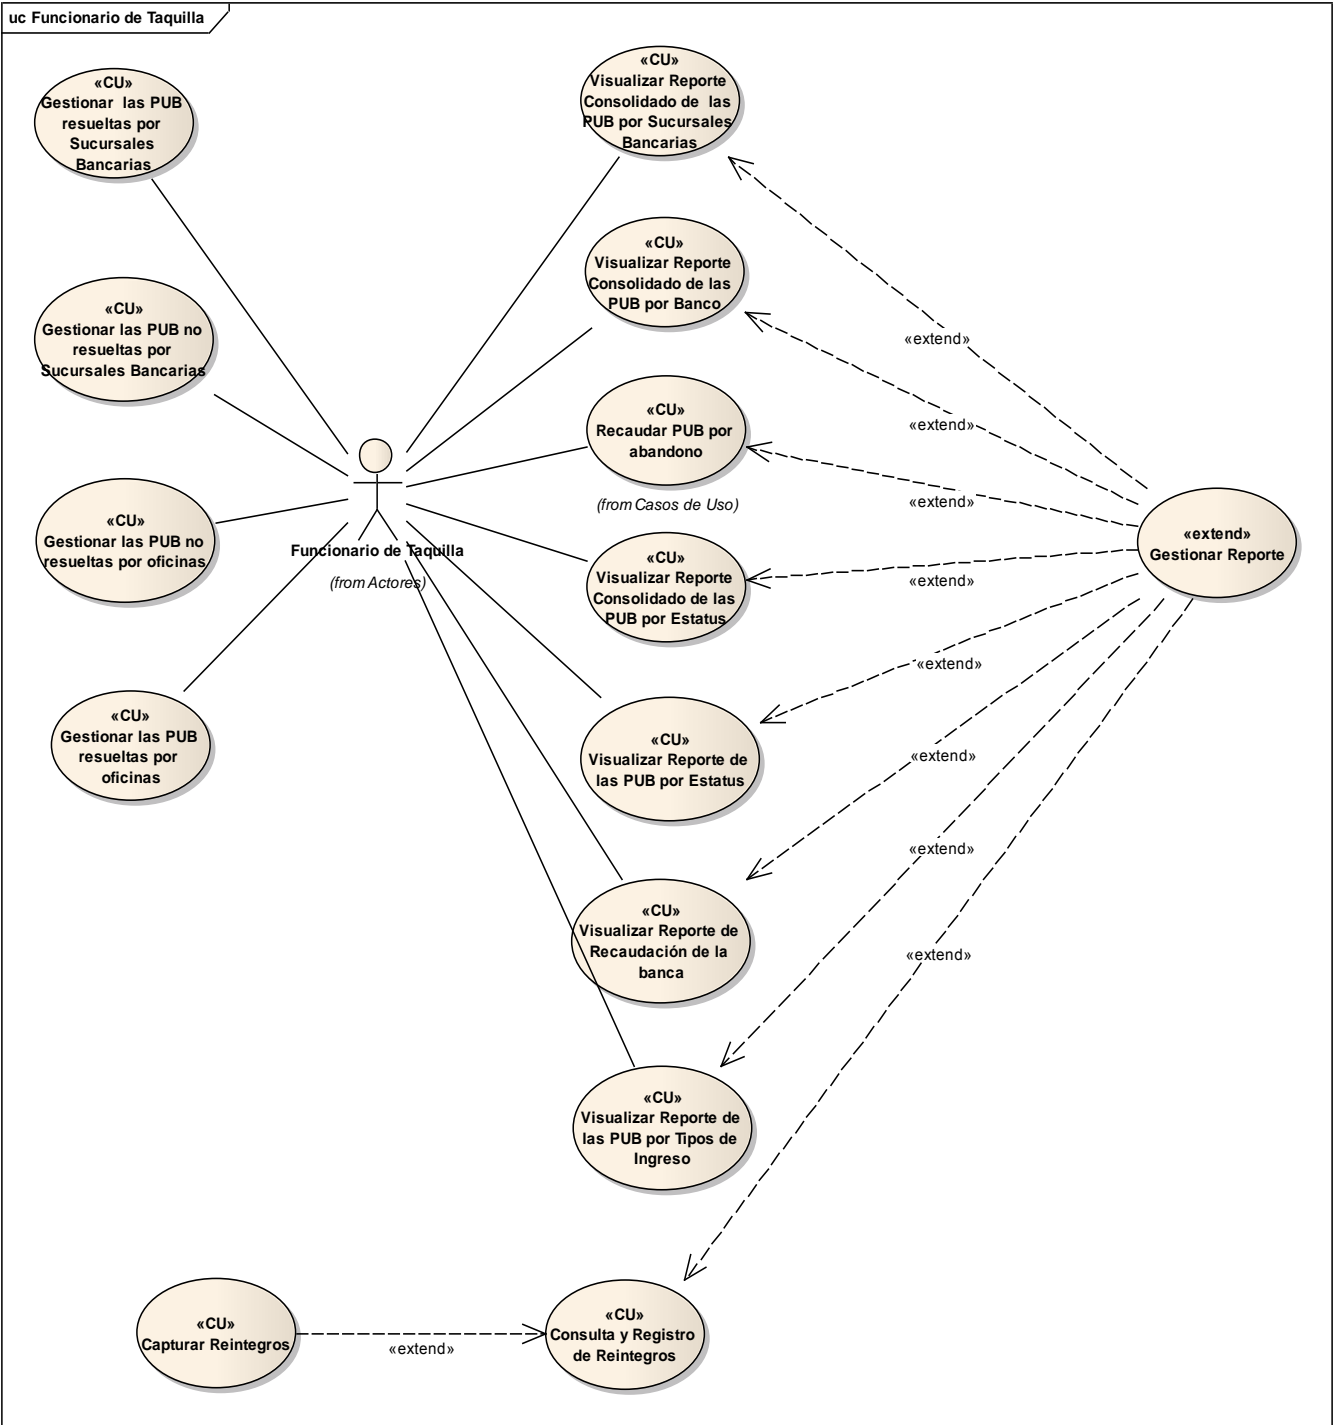 uc Funcionario de Taquilla
«CU»
Gestionar las PUB
resueltas por
Sucursales
Bancarias
«CU»
Gestionar las PUB no
resueltas por
Sucursales Bancarias
«CU»
Gestionar las PUB no
resueltas por oficinas
«CU»
Gestionar las PUB
resueltas por
oficinas
Funcionario de Taquilla
(from Actores)
«CU»
Visualizar Reporte
Consolidado de las
PUB por Sucursales
Bancarias
«CU»
Visualizar Reporte
Consolidado de las
PUB por Banco
«CU»
Recaudar PUB por
abandono
(from Casos de Uso)
«CU»
Visualizar Reporte
Consolidado de las
PUB por Estatus
«CU»
Visualizar Reporte de
las PUB por Estatus
«CU»
Visualizar Reporte de
Recaudación de la
banca
«CU»
Visualizar Reporte de
las PUB por Tipos de
Ingreso
«extend»
«extend»
«extend»
«extend»
«extend»
«extend»
«extend»
«extend»
«extend»
Gestionar Reporte
«CU»
Capturar Reintegros
«extend»
«CU»
Consulta y Registro
de Reintegros